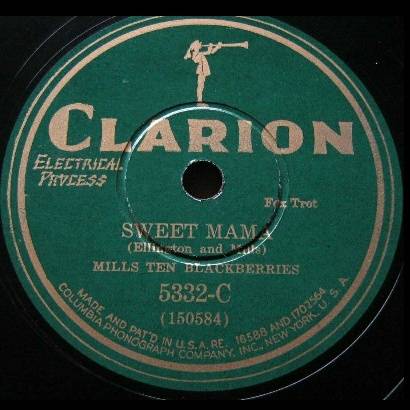 CLARION
ELECTRICAL
PROCESS
Fox Trot
SWEET MAMA
(Ellington and Mills)
MILLS TEN BLACKBERRIES
5332-C
(150584)
MADE AND PAT'D IN U.S.A. RE. 16588 AND 1702564
COLUMBIA PHONOGRAPH COMPANY, INC., NEW YORK, U.S.A.